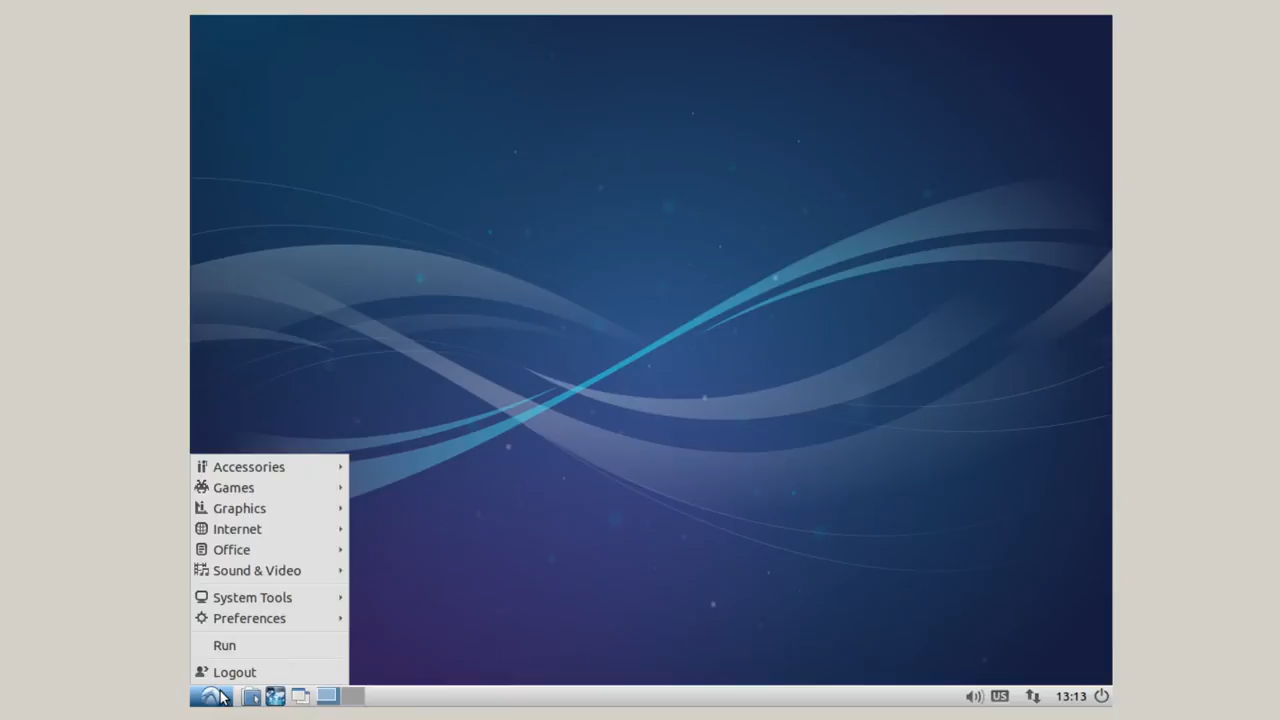 Accessories
Games
Graphics
Internet
Office
Sound & Video
System Tools
Preferences
Run
Logout
US 13:13